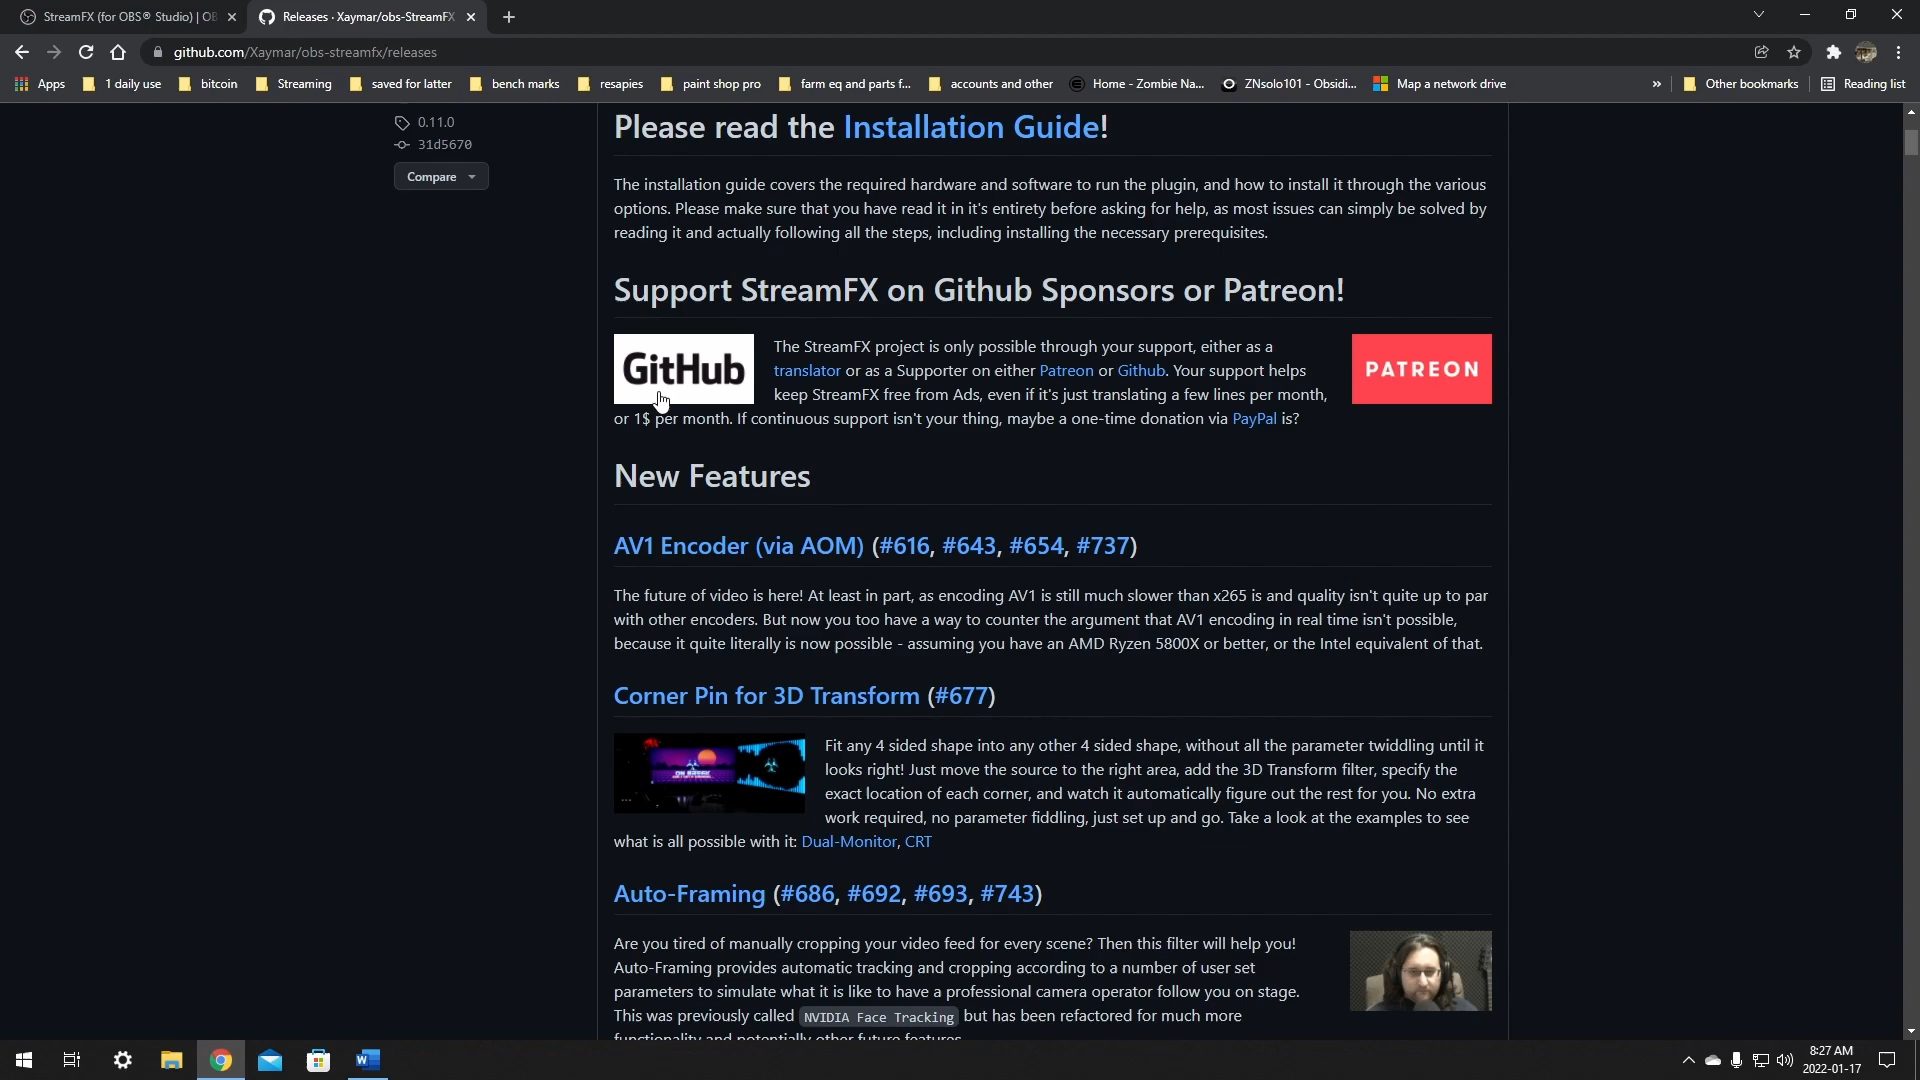 StreamFX (for OBS® Studio) | OB
Releases · Xaymar/obs-StreamFX
github.com/Xaymar/obs-streamfx/releases
Apps
1 daily use
bitcoin
Streaming
saved for latter
bench marks
resapies
paint shop pro
farm eq and parts f...
accounts and other
Home - Zombie Na...
ZNsolo101 - Obsidi...
Map a network drive
»
Other bookmarks
Reading list
0.11.0
31d5670
Compare
Please read the Installation Guide!
The installation guide covers the required hardware and software to run the plugin, and how to install it through the various
options. Please make sure that you have read it in it's entirety before asking for help, as most issues can simply be solved by
reading it and actually following all the steps, including installing the necessary prerequisites.
Support StreamFX on Github Sponsors or Patreon!
GitHub
The StreamFX project is only possible through your support, either as a
translator or as a Supporter on either Patreon or Github. Your support helps
keep StreamFX free from Ads, even if it's just translating a few lines per month,
or 1$ per month. If continuous support isn't your thing, maybe a one-time donation via PayPal is?
PATREON
New Features
AV1 Encoder (via AOM) (#616, #643, #654, #737)
The future of video is here! At least in part, as encoding AV1 is still much slower than x265 is and quality isn't quite up to par
with other encoders. But now you too have a way to counter the argument that AV1 encoding in real time isn't possible,
because it quite literally is now possible - assuming you have an AMD Ryzen 5800X or better, or the Intel equivalent of that.
Corner Pin for 3D Transform (#677)
Fit any 4 sided shape into any other 4 sided shape, without all the parameter twiddling until it
looks right! Just move the source to the right area, add the 3D Transform filter, specify the
exact location of each corner, and watch it automatically figure out the rest for you. No extra
work required, no parameter fiddling, just set up and go. Take a look at the examples to see
what is all possible with it: Dual-Monitor, CRT
Auto-Framing (#686, #692, #693, #743)
Are you tired of manually cropping your video feed for every scene? Then this filter will help you!
Auto-Framing provides automatic tracking and cropping according to a number of user set
parameters to simulate what it is like to have a professional camera operator follow you on stage.
This was previously called NVIDIA Face Tracking but has been refactored for much more
functionality and potentially other future features.
8:27 AM
2022-01-17